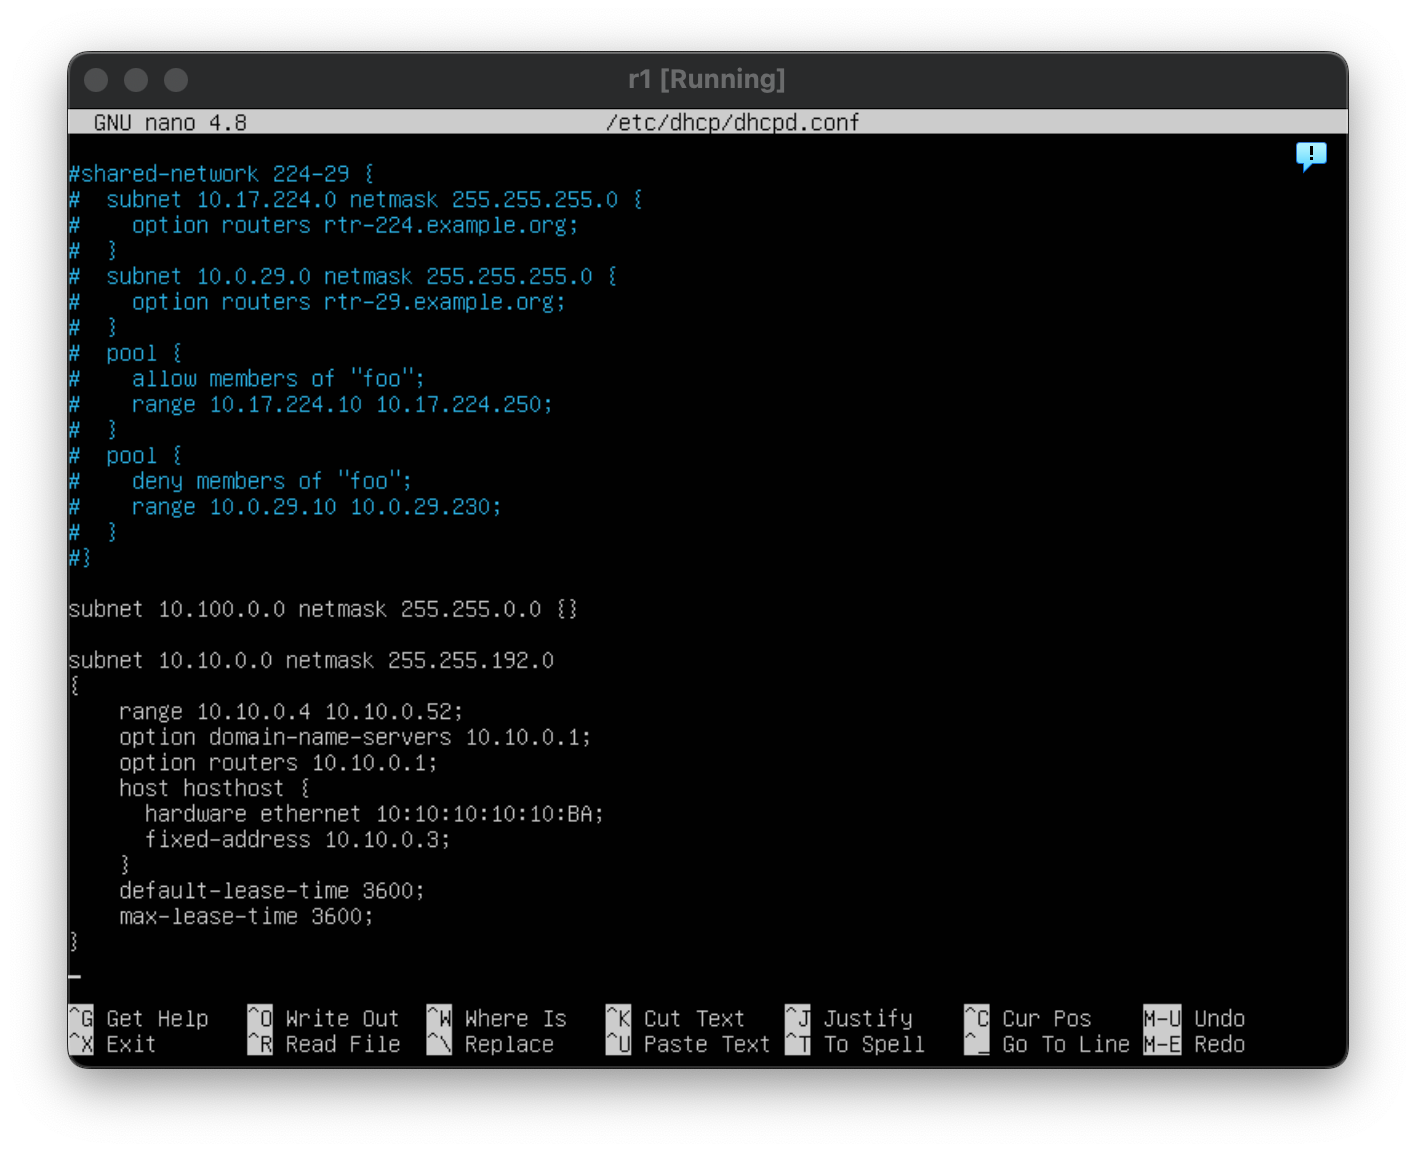 r1 [Running]
GNU nano 4.8 /etc/dhcp/dhcpd.conf
#shared-network 224-29 {
#  subnet 10.17.224.0 netmask 255.255.255.0 {
#    option routers rtr-224.example.org;
#  }
#  subnet 10.0.29.0 netmask 255.255.255.0 {
#    option routers rtr-29.example.org;
#  }
#  pool {
#    allow members of "foo";
#    range 10.17.224.10 10.17.224.250;
#  }
#  pool {
#    deny members of "foo";
#    range 10.0.29.10 10.0.29.230;
#  }
#}
subnet 10.100.0.0 netmask 255.255.0.0 {}
subnet 10.10.0.0 netmask 255.255.192.0
{
    range 10.10.0.4 10.10.0.52;
    option domain-name-servers 10.10.0.1;
    option routers 10.10.0.1;
    host hosthost {
      hardware ethernet 10:10:10:10:10:BA;
      fixed-address 10.10.0.3;
    }
    default-lease-time 3600;
    max-lease-time 3600;
}
^G Get Help ^O Write Out ^W Where Is ^K Cut Text ^J Justify ^C Cur Pos M-U Undo
^X Exit ^R Read File ^\ Replace ^U Paste Text ^T To Spell ^_ Go To Line M-E Redo